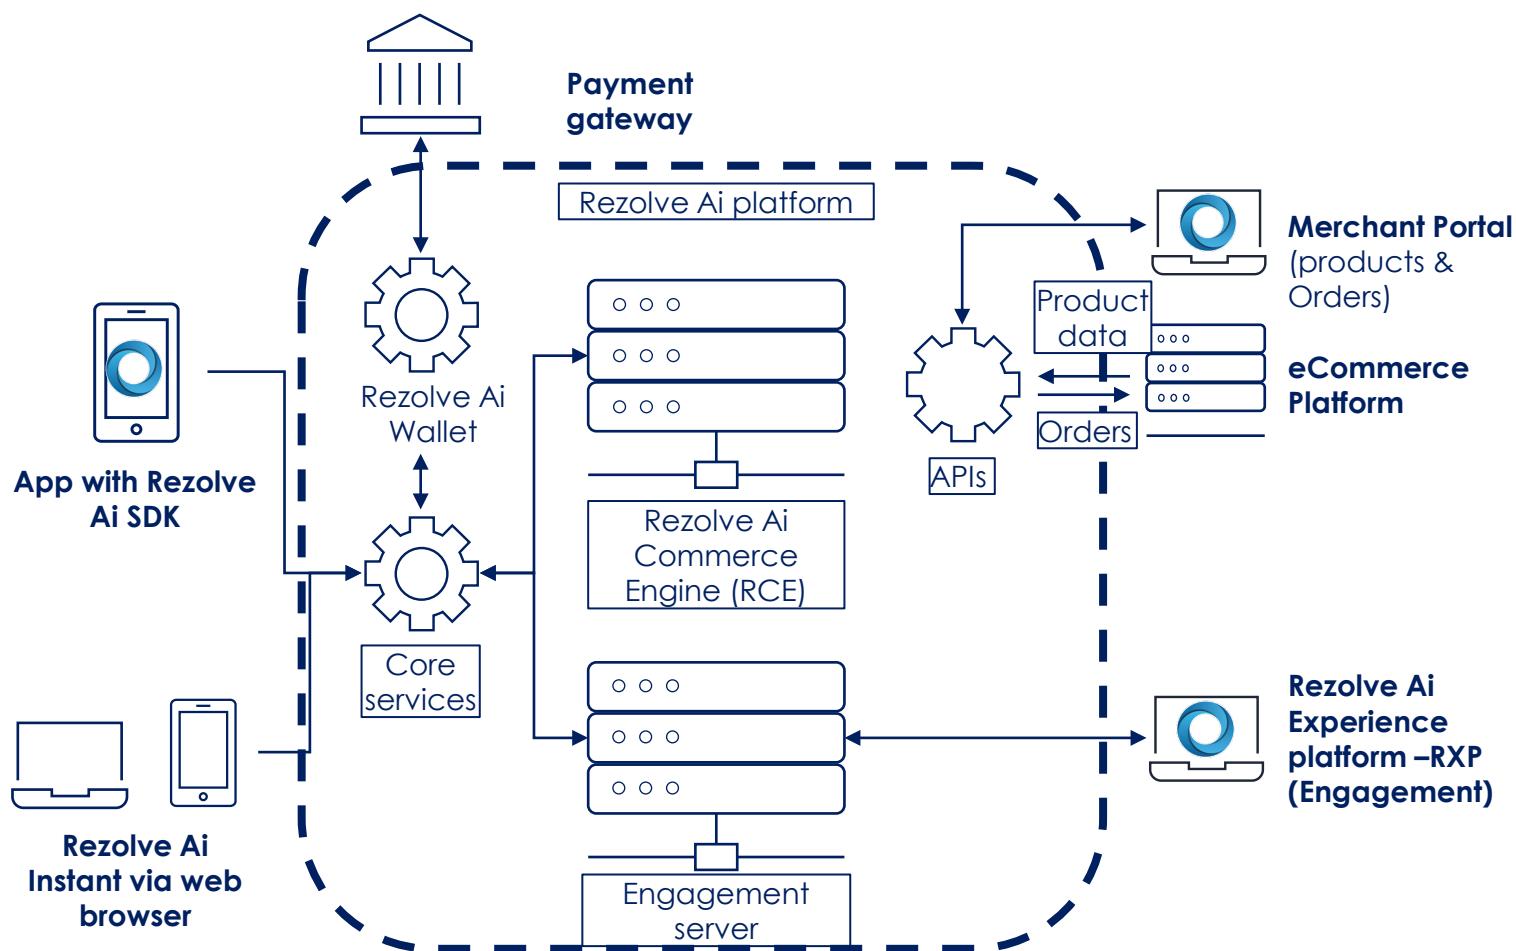 Payment
gateway
Rezolve Ai platform
Merchant Portal
(products &
Orders)
Product
data
eCommerce
Platform
Orders
APIs
Rezolve Ai
Wallet
App with Rezolve
Ai SDK
Rezolve Ai
Commerce
Engine (RCE)
Core
services
Rezolve Ai
Experience
platform –RXP
(Engagement)
Rezolve Ai
Instant via web
browser
Engagement
server